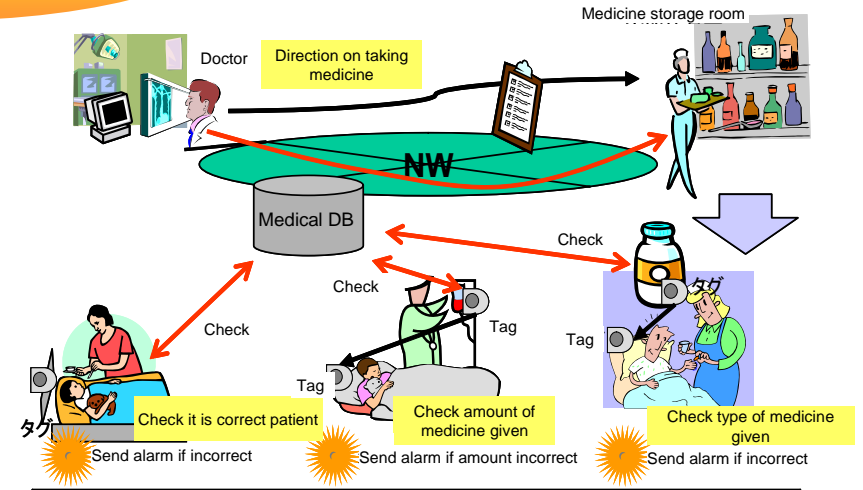 Medicine storage room
Doctor
Direction on taking
medicine
NW
Medical DB
Check
Check
Check
タグ
Tag
Tag
Tag
タグ
Check it is correct patient
Check amount of
medicine given
Check type of medicine
given
Send alarm if incorrect
Send alarm if amount incorrect
Send alarm if incorrect